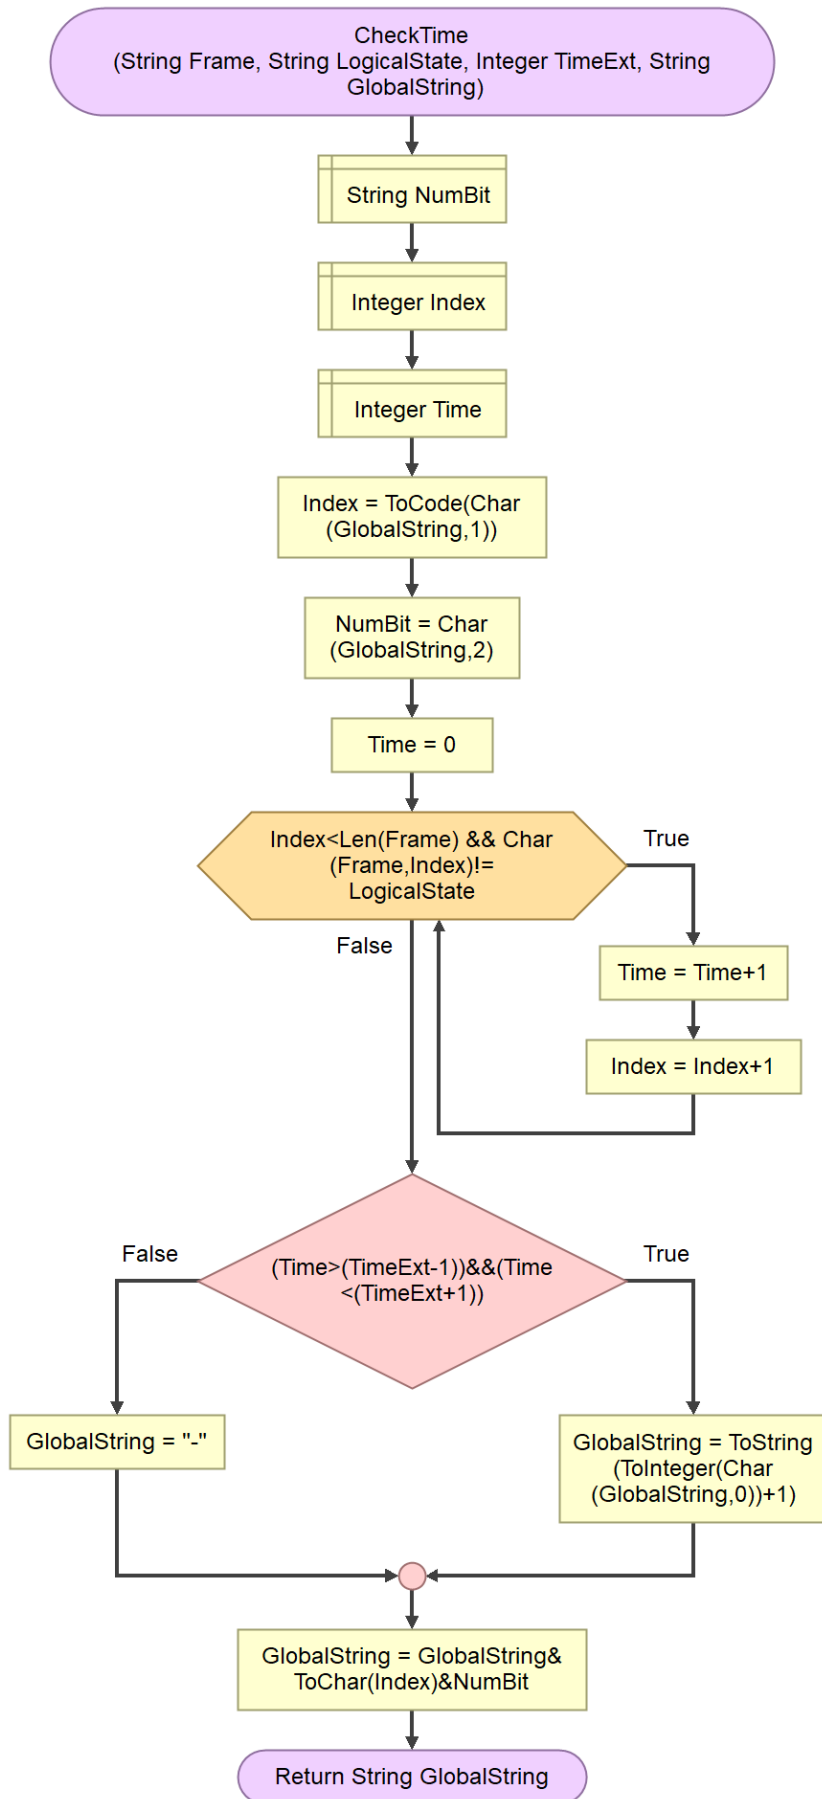 CheckTime
(String Frame, String LogicalState, Integer TimeExt, String
GlobalString)
String NumBit
Integer Index
Integer Time
Index = ToCode(Char
(GlobalString,1))
NumBit = Char
(GlobalString,2)
Time = 0
Index<Len(Frame) && Char
(Frame,Index)!=
LogicalState
True
False
Time = Time+1
Index = Index+1
(Time>(TimeExt-1))&&(Time
<(TimeExt+1))
False
True
GlobalString = "-"
GlobalString = ToString
(ToInteger(Char
(GlobalString,0))+1)
GlobalString = GlobalString&
ToChar(Index)&NumBit
Return String GlobalString